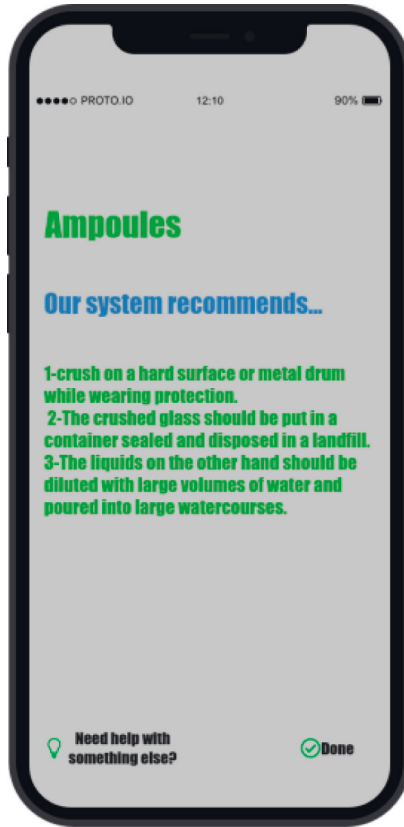 ●●●●○ PROTO.IO 12:10 90%
Ampoules
Our system recommends...
1-crush on a hard surface or metal drum
while wearing protection.
2-The crushed glass should be put in a
container sealed and disposed in a landfill.
3-The liquids on the other hand should be
diluted with large volumes of water and
poured into large watercourses.
Need help with
something else?
Done